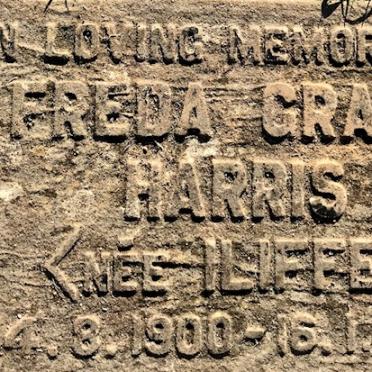 N LOVING MEMOR
FREDA GRA
HARRIS
(NÉE ILIFFE
4. 8. 1900 - 16. 1